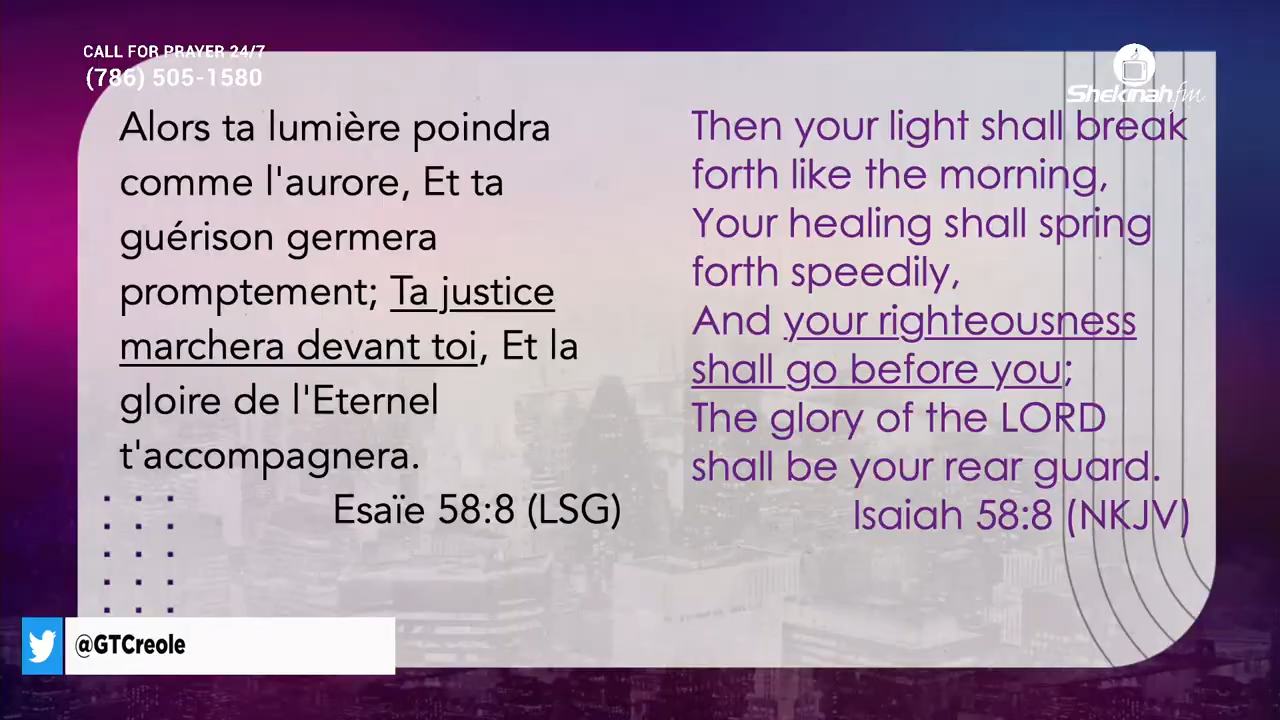 CALL FOR PRAYER 24/7
(786) 505-1580
Shekinah fm
Alors ta lumière poindra
comme l'aurore, Et ta
guérison germera
promptement; Ta justice
marchera devant toi, Et la
gloire de l'Eternel
t'accompagnera.
Esaïe 58:8 (LSG)
Then your light shall break
forth like the morning,
Your healing shall spring
forth speedily,
And your righteousness
shall go before you;
The glory of the LORD
shall be your rear guard.
Isaiah 58:8 (NKJV)
@GTCreole